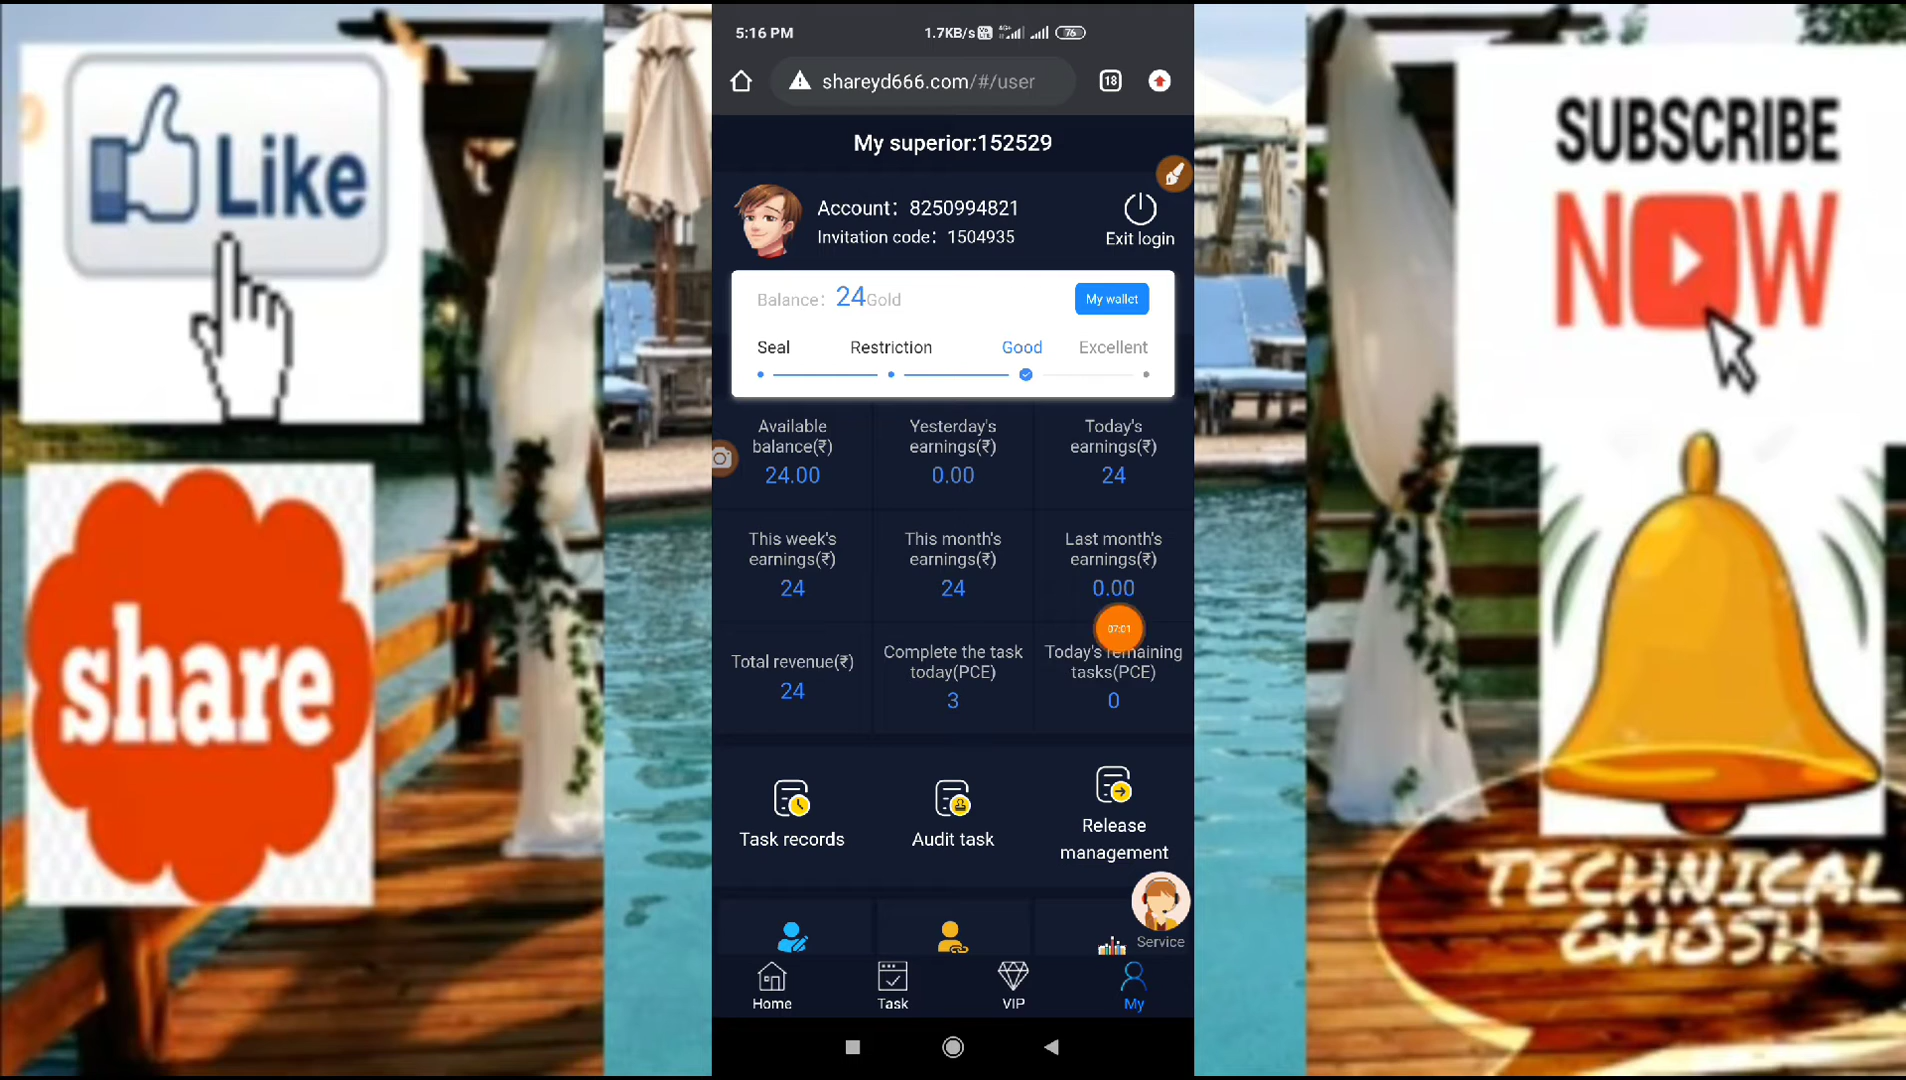 Like
share
5:16 PM
1.7KB/s
4G+
76
shareyd666.com/#/user
18
My superior:152529
Account: 8250994821
Invitation code: 1504935
Exit login
Balance: 24Gold
My wallet
Seal
Restriction
Good
Excellent
Available balance(₹)
24.00
Yesterday's earnings(₹)
0.00
Today's earnings(₹)
24
This week's earnings(₹)
24
This month's earnings(₹)
24
Last month's earnings(₹)
0.00
07:01
Total revenue(₹)
24
Complete the task today(PCE)
3
Today's remaining tasks(PCE)
0
Task records
Audit task
Release management
Service
Home
Task
VIP
My
SUBSCRIBE
NOW
TECHNICAL
GHOSH